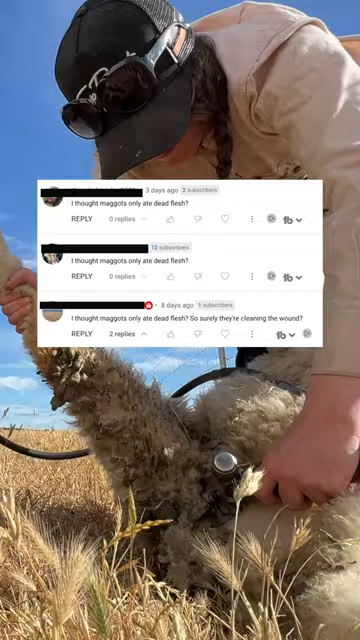 3 days ago 2 subscribers
I thought maggots only ate dead flesh?
REPLY 0 replies
12 subscribers
I thought maggots only ate dead flesh?
REPLY 0 replies
• 8 days ago 1 subscribers
I thought maggots only ate dead flesh? So surely they're cleaning the wound?
REPLY 2 replies